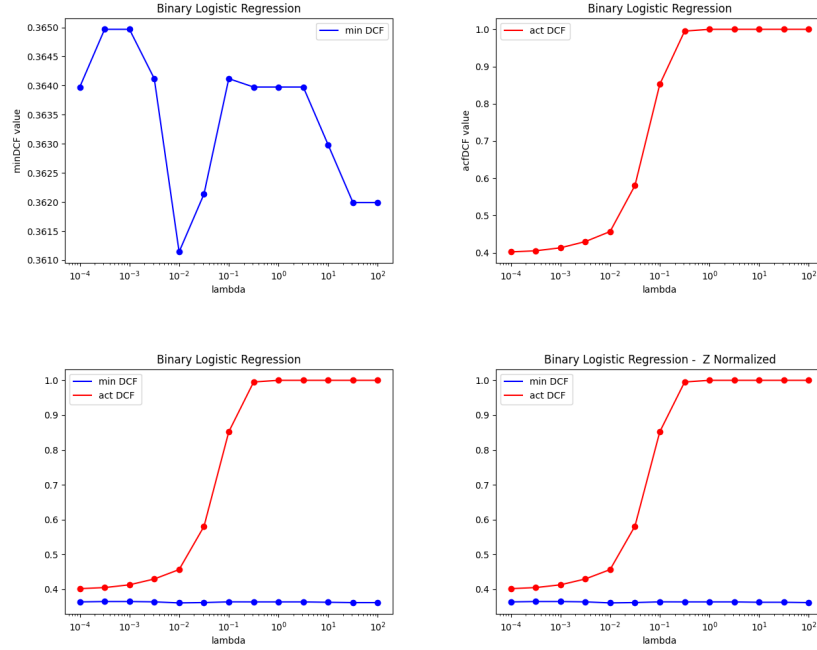 Binary Logistic Regression
minDCF value
0.3650
0.3645
0.3640
0.3635
0.3630
0.3625
0.3620
0.3615
0.3610
min DCF
10⁻⁴ 10⁻³ 10⁻² 10⁻¹ 10⁰ 10¹ 10²
lambda
Binary Logistic Regression
acfDCF value
1.0
0.9
0.8
0.7
0.6
0.5
0.4
act DCF
10⁻⁴ 10⁻³ 10⁻² 10⁻¹ 10⁰ 10¹ 10²
lambda
Binary Logistic Regression
1.0
0.9
0.8
0.7
0.6
0.5
0.4
min DCF
act DCF
10⁻⁴ 10⁻³ 10⁻² 10⁻¹ 10⁰ 10¹ 10²
lambda
Binary Logistic Regression - Z Normalized
1.0
0.9
0.8
0.7
0.6
0.5
0.4
min DCF
act DCF
10⁻⁴ 10⁻³ 10⁻² 10⁻¹ 10⁰ 10¹ 10²
lambda